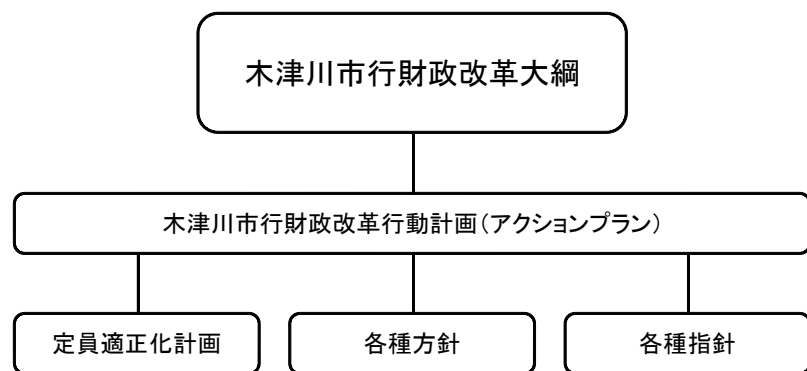 木津川市行財政改革大綱
木津川市行財政改革行動計画(アクションプラン)
定員適正化計画
各種方針
各種指針